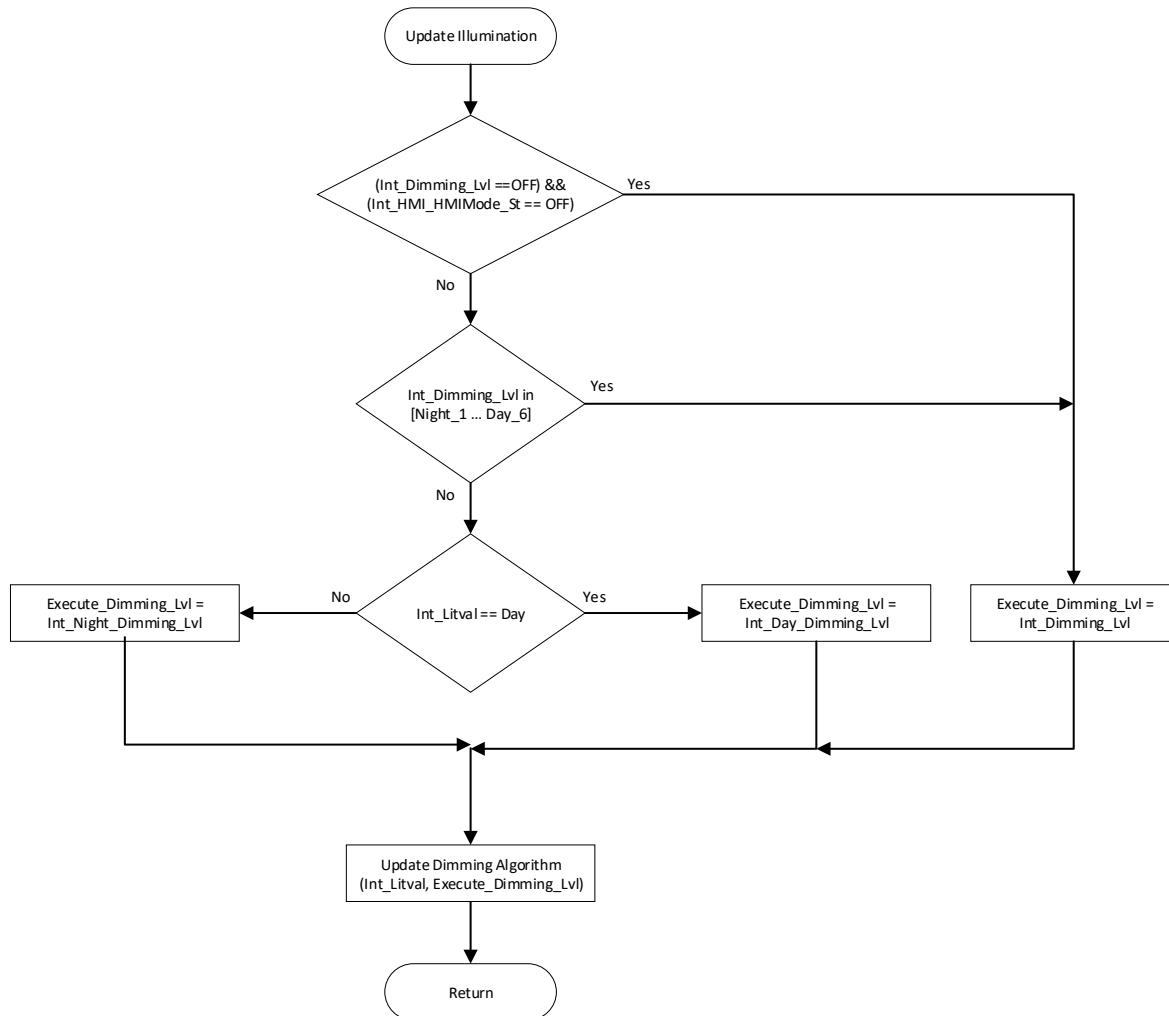 Update Illumination
(Int_Dimming_Lvl ==OFF) &&
(Int_HMI_HMIMode_St == OFF)
Yes
No
Int_Dimming_Lvl in
[Night_1 ... Day_6]
Yes
No
Execute_Dimming_Lvl =
Int_Night_Dimming_Lvl
No
Int_Litval == Day
Yes
Execute_Dimming_Lvl =
Int_Day_Dimming_Lvl
Execute_Dimming_Lvl =
Int_Dimming_Lvl
Update Dimming Algorithm
(Int_Litval, Execute_Dimming_Lvl)
Return